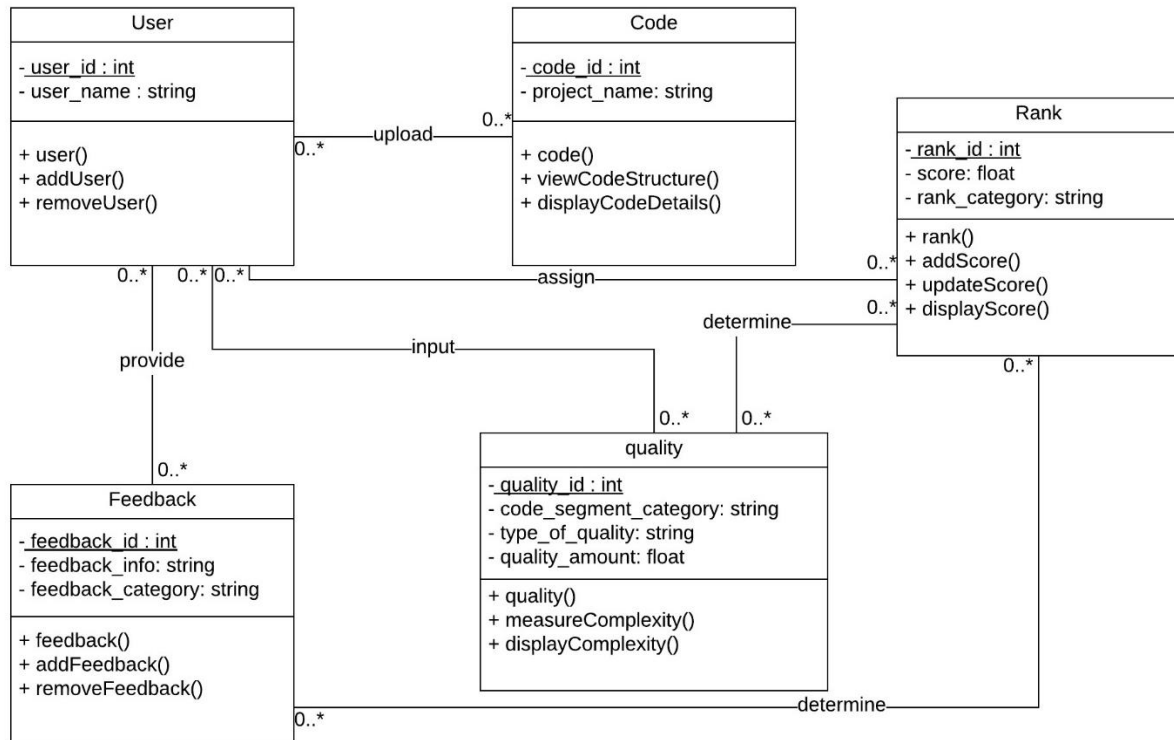 User
- user_id : int
- user_name : string
+ user()
+ addUser()
+ removeUser()
Code
- code_id : int
- project_name: string
+ code()
+ viewCodeStructure()
+ displayCodeDetails()
0..*
upload
0..*
Rank
- rank_id : int
- score: float
- rank_category: string
+ rank()
+ addScore()
+ updateScore()
+ displayScore()
0..*
0..*
0..*
assign
0..*
0..*
determine
0..*
provide
input
0..*
0..*
0..*
quality
- quality_id : int
- code_segment_category: string
- type_of_quality: string
- quality_amount: float
+ quality()
+ measureComplexity()
+ displayComplexity()
Feedback
- feedback_id : int
- feedback_info: string
- feedback_category: string
+ feedback()
+ addFeedback()
+ removeFeedback()
0..*
determine